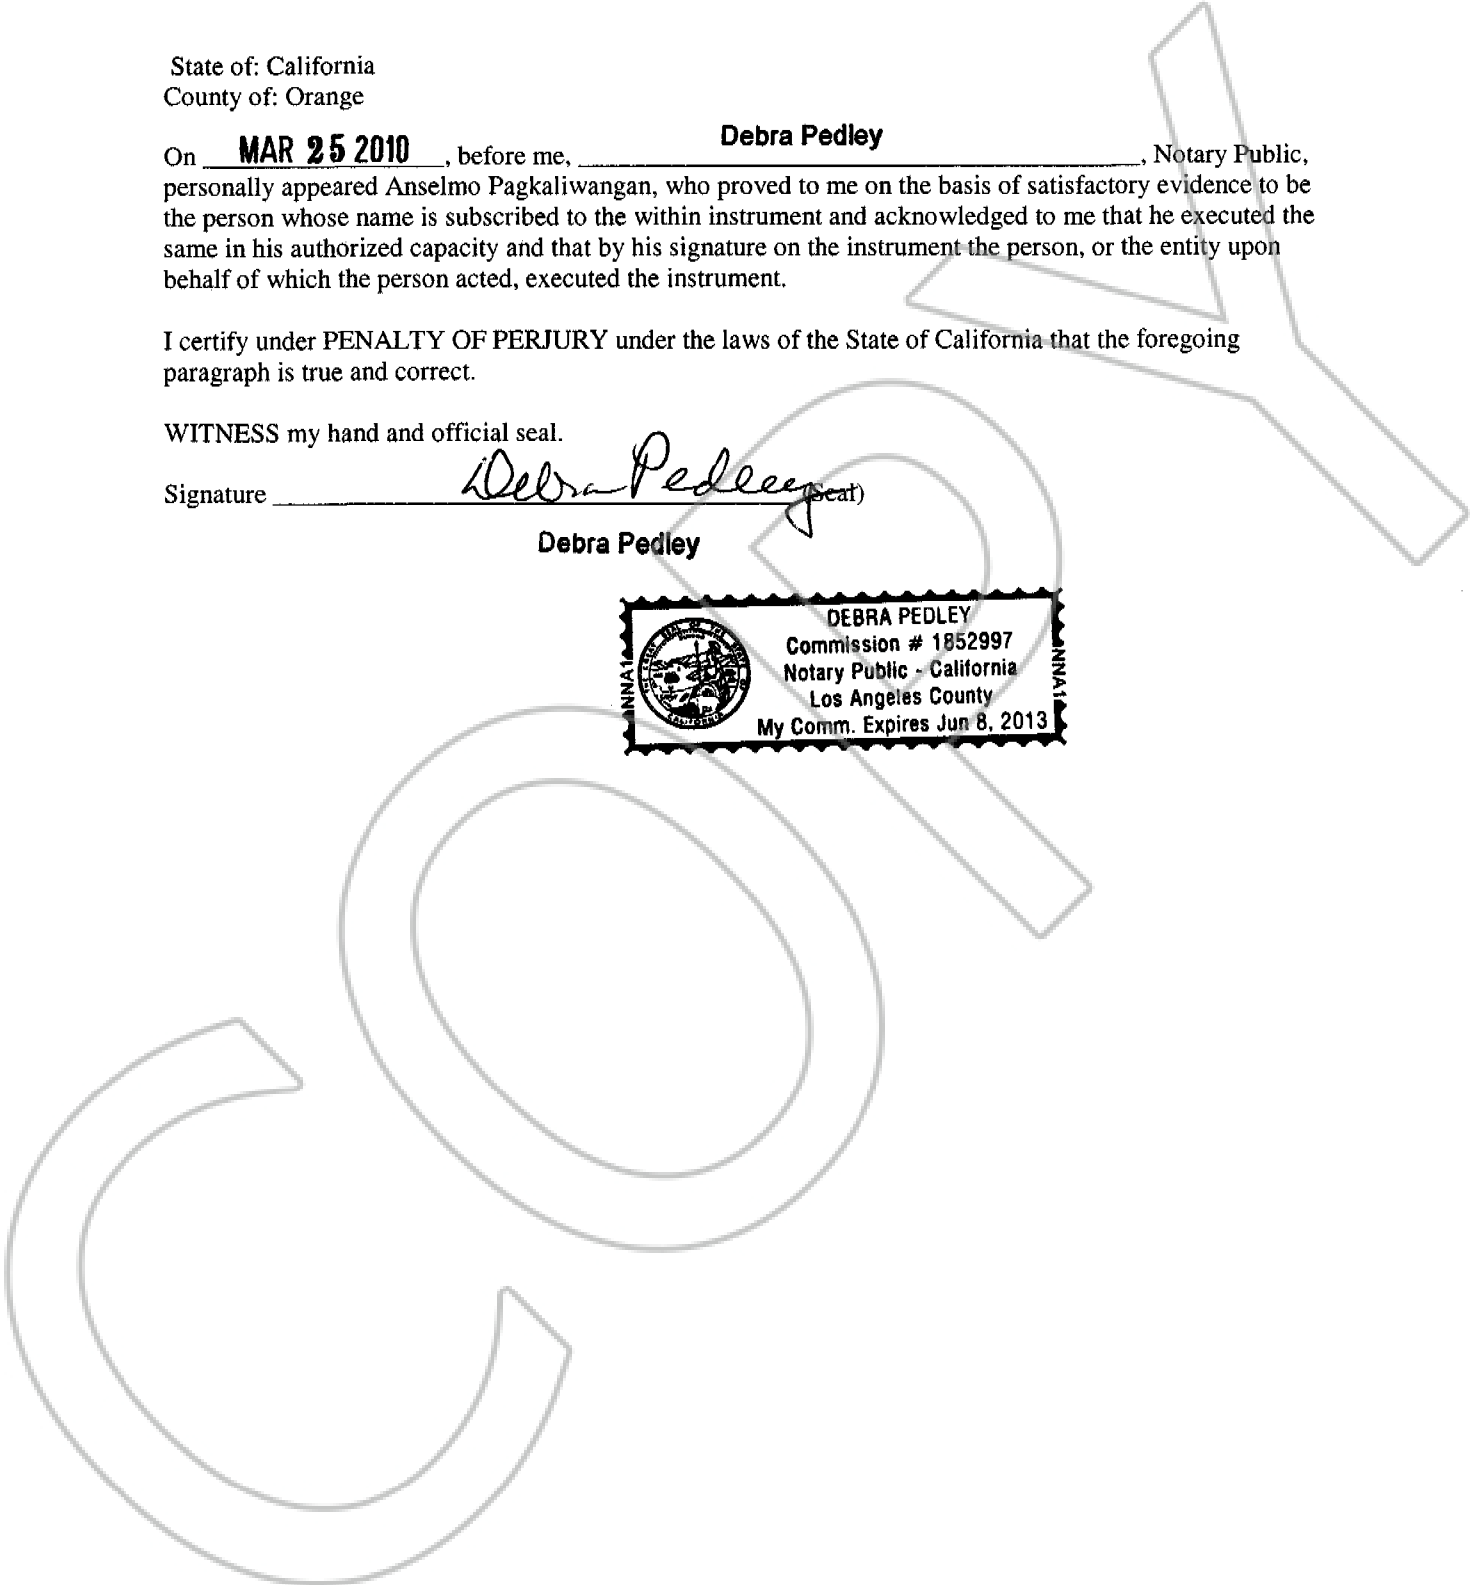 State of: California
County of: Orange
Debra Pedley
On MAR 25 2010, before me, , Notary Public,
personally appeared Anselmo Pagkaliwangan, who proved to me on the basis of satisfactory evidence to be
the person whose name is subscribed to the within instrument and acknowledged to me that he executed the
same in his authorized capacity and that by his signature on the instrument the person, or the entity upon
behalf of which the person acted, executed the instrument.
I certify under PENALTY OF PERJURY under the laws of the State of California that the foregoing
paragraph is true and correct.
WITNESS my hand and official seal.
Signature Debra Pedley (Seal)
Debra Pedley
DEBRA PEDLEY
Commission # 1852997
Notary Public - California
Los Angeles County
My Comm. Expires Jun 8, 2013
NNA1
NNA1
COPY